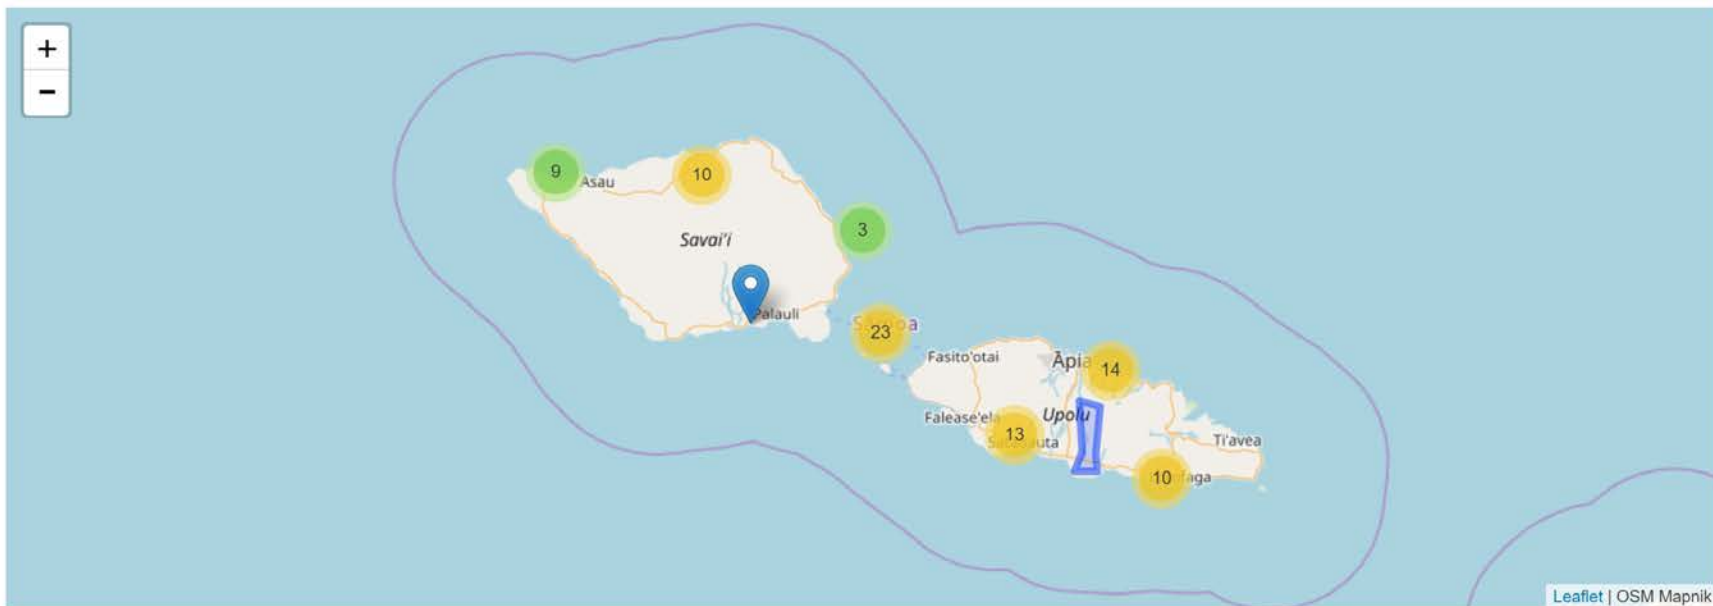 +
−
9
Asau
10
3
Savai'i
Palauli
23
Fasito'otai
Āpia
14
Falease'ela
Upolu
13
Ti'avea
10
Leaflet | OSM Mapnik